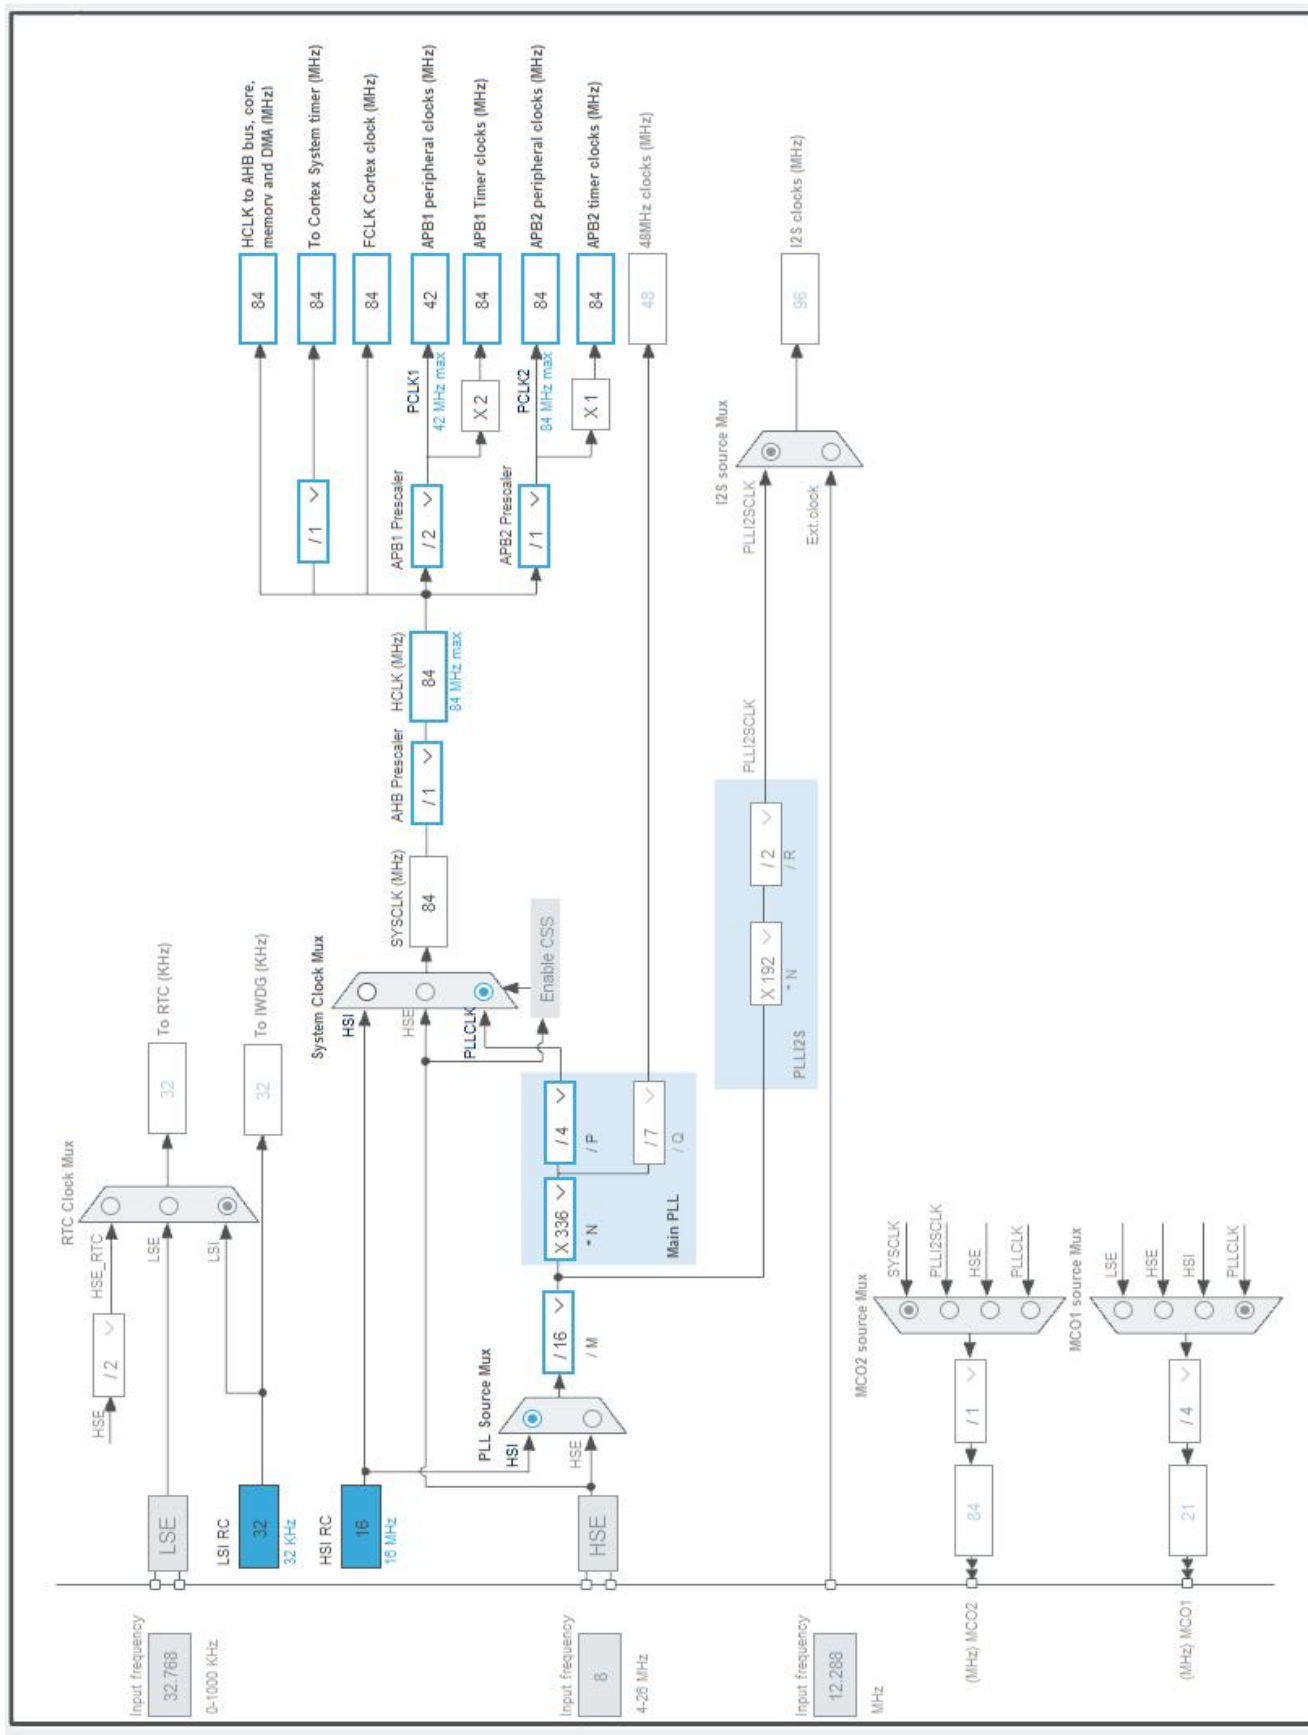 Input frequency
32.768
0-1000 KHz
LSE
HSE
/ 2
HSE_RTC
LSE
LSI
RTC Clock Mux
32
To RTC (KHz)
LSI RC
32
32 KHz
32
To IWDG (KHz)
HSI RC
16
16 MHz
Input frequency
8
4-26 MHz
HSE
PLL Source Mux
HSI
HSE
/ 16
/ M
X 336
* N
/ 4
/ P
/ 7
/ Q
Main PLL
System Clock Mux
HSI
HSE
PLLCLK
Enable CSS
SYSCLK (MHz)
84
AHB Prescaler
/ 1
HCLK (MHz)
84
84 MHz max
/ 1
APB1 Prescaler
/ 2
APB2 Prescaler
/ 1
PCLK1
42 MHz max
X 2
PCLK2
84 MHz max
X 1
84
HCLK to AHB bus, core,
memory and DMA (MHz)
84
To Cortex System timer (MHz)
84
FCLK Cortex clock (MHz)
42
APB1 peripheral clocks (MHz)
84
APB1 Timer clocks (MHz)
84
APB2 peripheral clocks (MHz)
84
APB2 timer clocks (MHz)
48
48MHz clocks (MHz)
PLLI2S
X 192
* N
/ 2
/ R
PLLI2SCLK
PLLI2SCLK
Ext.clock
I2S source Mux
96
I2S clocks (MHz)
Input frequency
12.288
MHz
MCO2 source Mux
SYSCLK
PLLI2SCLK
HSE
PLLCLK
/ 1
84
(MHz) MCO2
MCO1 source Mux
LSE
HSE
HSI
PLLCLK
/ 4
21
(MHz) MCO1